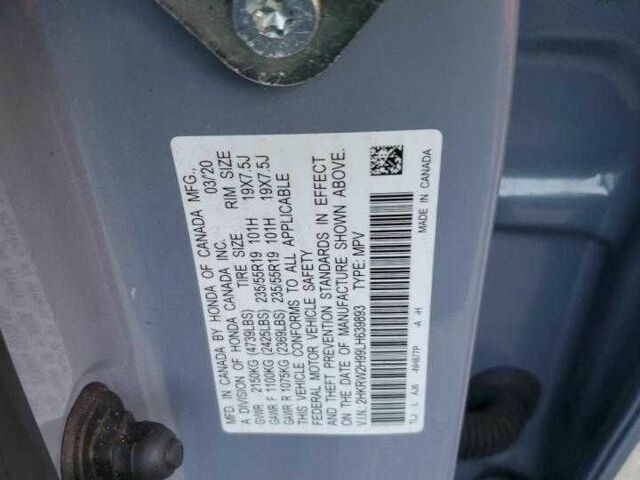 MFD. IN CANADA BY HONDA OF CANADA MFG.,
A DIVISION OF HONDA CANADA INC. 03/20
TIRE SIZE RIM SIZE
GVWR 2150KG (4739LBS) 235/55R19 101H 19X7.5J
GAWR F 1100KG (2425LBS) 235/55R19 101H 19X7.5J
GAWR R 1075KG (2369LBS)
THIS VEHICLE CONFORMS TO ALL APPLICABLE
FEDERAL MOTOR VEHICLE SAFETY
AND THEFT PREVENTION STANDARDS IN EFFECT
ON THE DATE OF MANUFACTURE SHOWN ABOVE.
V.I.N.: 2HKRW2H99LH639893 TYPE: MPV
MADE IN CANADA
TLJ AJ6 -NH877P -A -H